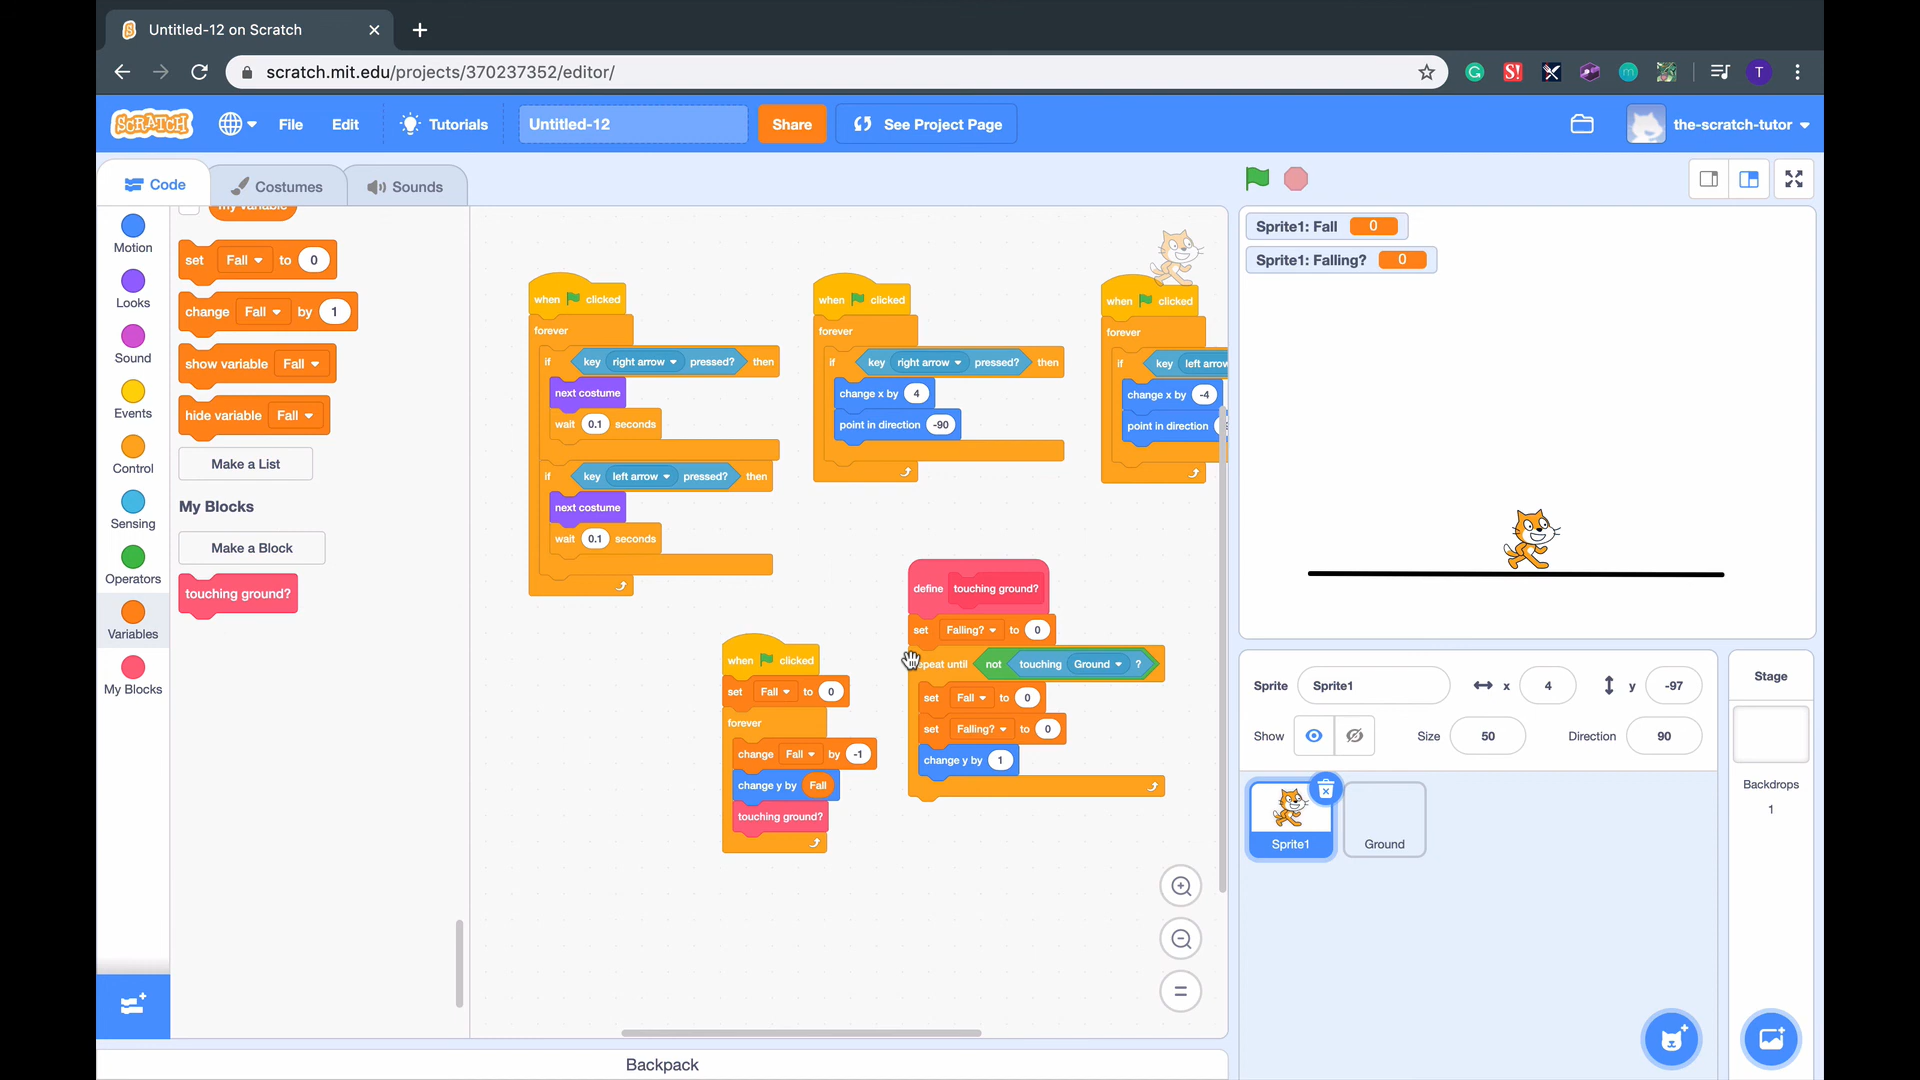 Untitled-12 on Scratch
scratch.mit.edu/projects/370237352/editor/
S!
m
T
SCRATCH
File
Edit
Tutorials
Untitled-12
Share
See Project Page
the-scratch-tutor
Code
Costumes
Sounds
Motion
Looks
Sound
Events
Control
Sensing
Operators
Variables
My Blocks
my variable
set Fall to 0
change Fall by 1
show variable Fall
hide variable Fall
Make a List
My Blocks
Make a Block
touching ground?
when clicked
forever
if key right arrow pressed? then
next costume
wait 0.1 seconds
if key left arrow pressed? then
next costume
wait 0.1 seconds
when clicked
forever
if key right arrow pressed? then
change x by 4
point in direction -90
when clicked
forever
if key left arrow
change x by -4
point in direction
when clicked
set Fall to 0
forever
change Fall by -1
change y by Fall
touching ground?
define touching ground?
set Falling? to 0
peat until not touching Ground ?
set Fall to 0
set Falling? to 0
change y by 1
Backpack
Sprite1: Fall 0
Sprite1: Falling? 0
Sprite Sprite1 x 4 y -97
Show Size 50 Direction 90
Sprite1
Ground
Stage
Backdrops
1